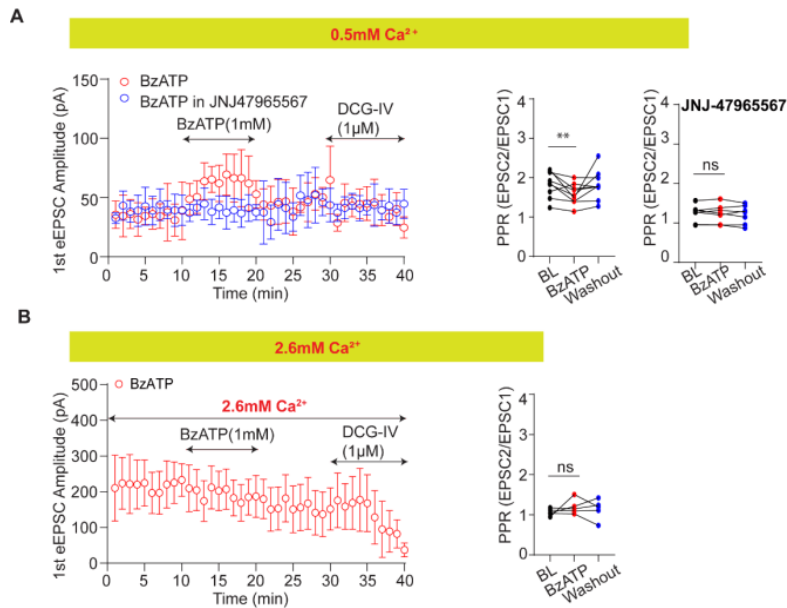 A
0.5mM Ca²⁺
BzATP
BzATP in JNJ47965567
BzATP(1mM)
DCG-IV
(1μM)
1st eEPSC Amplitude (pA)
150
100
50
0
0 5 10 15 20 25 30 35 40
Time (min)
PPR (EPSC2/EPSC1)
4
3
2
1
0
**
BL
BzATP
Washout
JNJ-47965567
PPR (EPSC2/EPSC1)
4
3
2
1
0
ns
BL
BzATP
Washout
B
2.6mM Ca²⁺
BzATP
2.6mM Ca²⁺
BzATP(1mM)
DCG-IV
(1μM)
1st eEPSC Amplitude (pA)
500
400
300
200
100
0
0 5 10 15 20 25 30 35 40
Time (min)
PPR (EPSC2/EPSC1)
4
3
2
1
0
ns
BL
BzATP
Washout